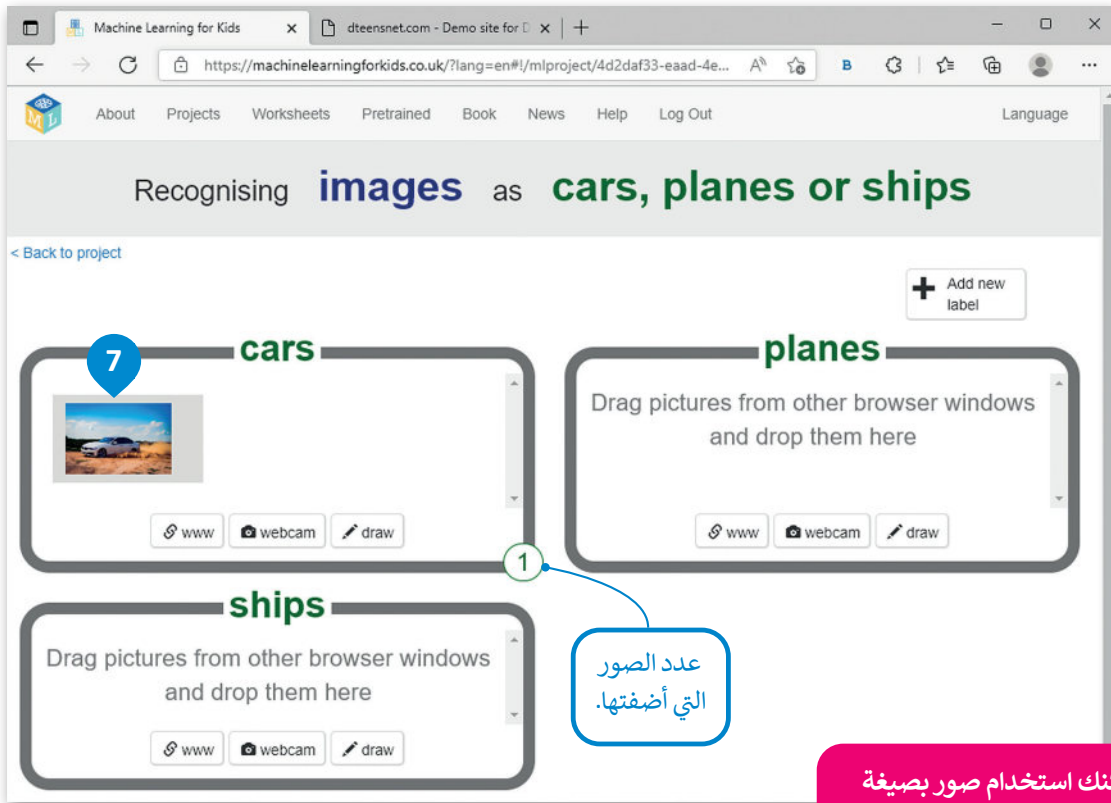 Machine Learning for Kids
dteensnet.com - Demo site for D
https://machinelearningforkids.co.uk/?lang=en#!/mlproject/4d2daf33-eaad-4e...
About Projects Worksheets Pretrained Book News Help Log Out Language
Recognising images as cars, planes or ships
< Back to project
Add new
label
cars
7
www webcam draw
1
planes
Drag pictures from other browser windows
and drop them here
www webcam draw
ships
Drag pictures from other browser windows
and drop them here
www webcam draw
عدد الصور
التي أضفتها.
استخدام صور بصيغة